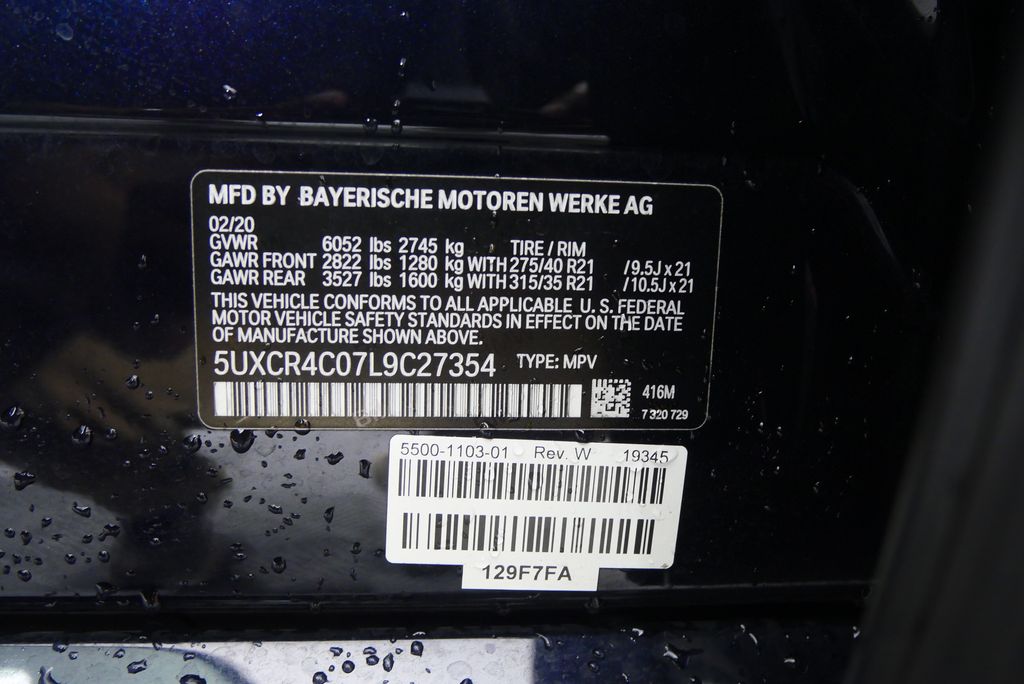 MFD BY BAYERISCHE MOTOREN WERKE AG
02/20
GVWR 6052 lbs 2745 kg TIRE / RIM
GAWR FRONT 2822 lbs 1280 kg WITH 275/40 R21 /9.5J x 21
GAWR REAR 3527 lbs 1600 kg WITH 315/35 R21 /10.5J x 21
THIS VEHICLE CONFORMS TO ALL APPLICABLE U.S. FEDERAL
MOTOR VEHICLE SAFETY STANDARDS IN EFFECT ON THE DATE
OF MANUFACTURE SHOWN ABOVE.
5UXCR4C07L9C27354 TYPE: MPV
416M
7 320 729
5500-1103-01 Rev. W 19345
129F7FA